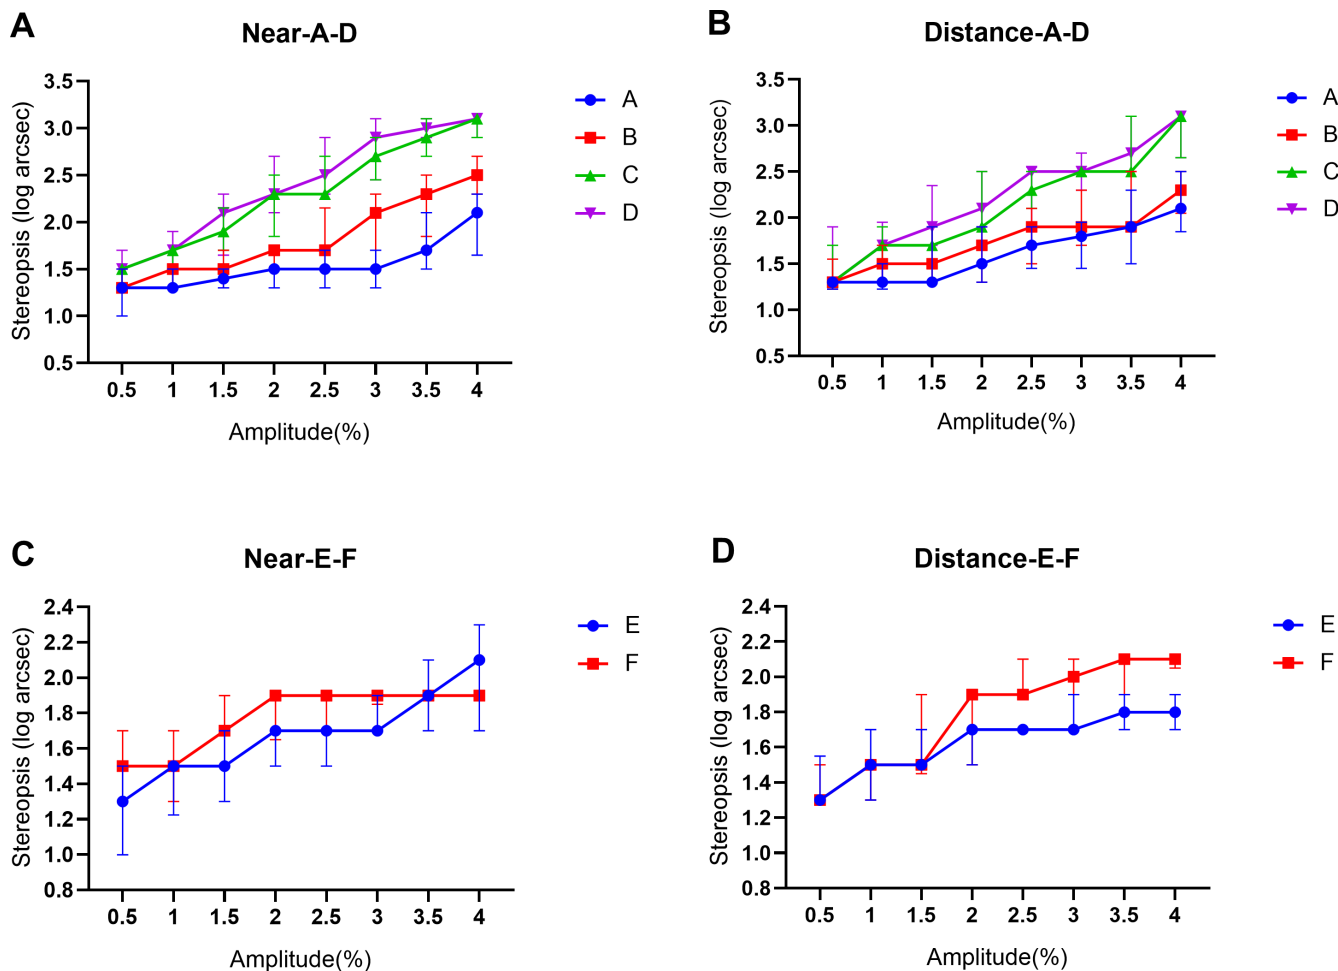 A
Near-A-D
Stereopsis (log arcsec)
3.5
3.0
2.5
2.0
1.5
1.0
0.5
0.5 1 1.5 2 2.5 3 3.5 4
Amplitude(%)
A
B
C
D
B
Distance-A-D
Stereopsis (log arcsec)
3.5
3.0
2.5
2.0
1.5
1.0
0.5
0.5 1 1.5 2 2.5 3 3.5 4
Amplitude(%)
A
B
C
D
C
Near-E-F
Stereopsis (log arcsec)
2.4
2.2
2.0
1.8
1.6
1.4
1.2
1.0
0.8
0.5 1 1.5 2 2.5 3 3.5 4
Amplitude(%)
E
F
D
Distance-E-F
Stereopsis (log arcsec)
2.4
2.2
2.0
1.8
1.6
1.4
1.2
1.0
0.8
0.5 1 1.5 2 2.5 3 3.5 4
Amplitude(%)
E
F